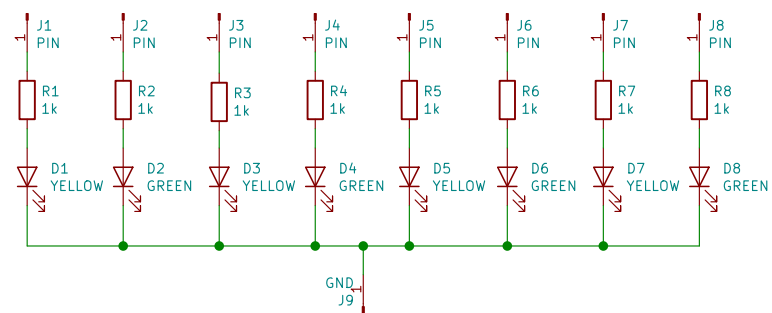 J1 J2 J3 J4 J5 J6 J7 J8
1 PIN 1 PIN 1 PIN 1 PIN 1 PIN 1 PIN 1 PIN 1 PIN
R1 R2 R3 R4 R5 R6 R7 R8
1k 1k 1k 1k 1k 1k 1k 1k
D1 D2 D3 D4 D5 D6 D7 D8
YELLOW GREEN YELLOW GREEN YELLOW GREEN YELLOW GREEN
GND 1
J9